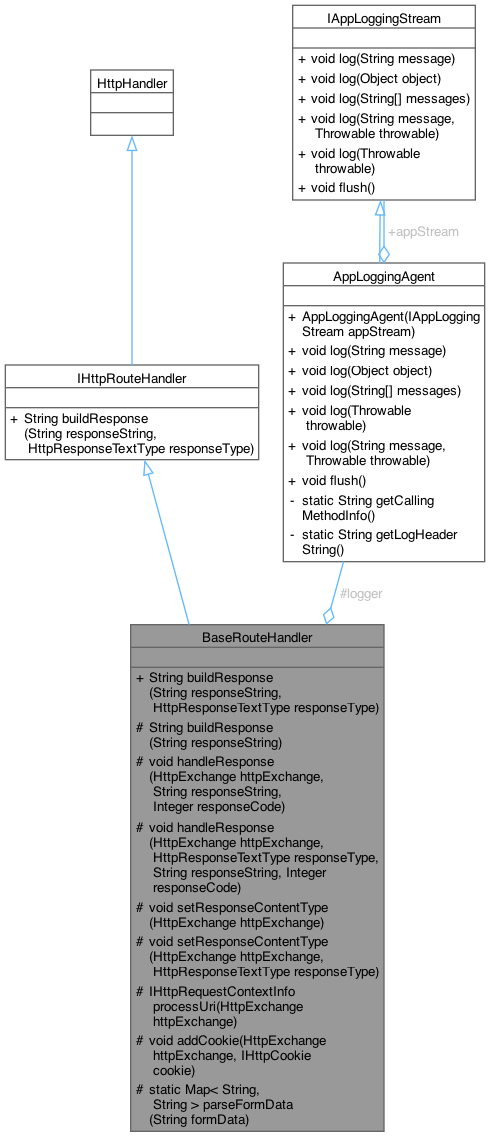 IAppLoggingStream
+ void log(String message)
+ void log(Object object)
+ void log(String[] messages)
+ void log(String message,
Throwable throwable)
+ void log(Throwable
throwable)
+ void flush()
HttpHandler
+appStream
AppLoggingAgent
+ AppLoggingAgent(IAppLogging
Stream appStream)
+ void log(String message)
+ void log(Object object)
+ void log(String[] messages)
+ void log(Throwable
throwable)
+ void log(String message,
Throwable throwable)
+ void flush()
- static String getCalling
MethodInfo()
- static String getLogHeader
String()
IHttpRouteHandler
+ String buildResponse
(String responseString,
HttpResponseTextType responseType)
#logger
BaseRouteHandler
+ String buildResponse
(String responseString,
HttpResponseTextType responseType)
# String buildResponse
(String responseString)
# void handleResponse
(HttpExchange httpExchange,
String responseString,
Integer responseCode)
# void handleResponse
(HttpExchange httpExchange,
HttpResponseTextType responseType,
String responseString, Integer
responseCode)
# void setResponseContentType
(HttpExchange httpExchange)
# void setResponseContentType
(HttpExchange httpExchange,
HttpResponseTextType responseType)
# IHttpRequestContextInfo
processUri(HttpExchange
httpExchange)
# void addCookie(HttpExchange
httpExchange, IHttpCookie
cookie)
# static Map< String,
String > parseFormData
(String formData)